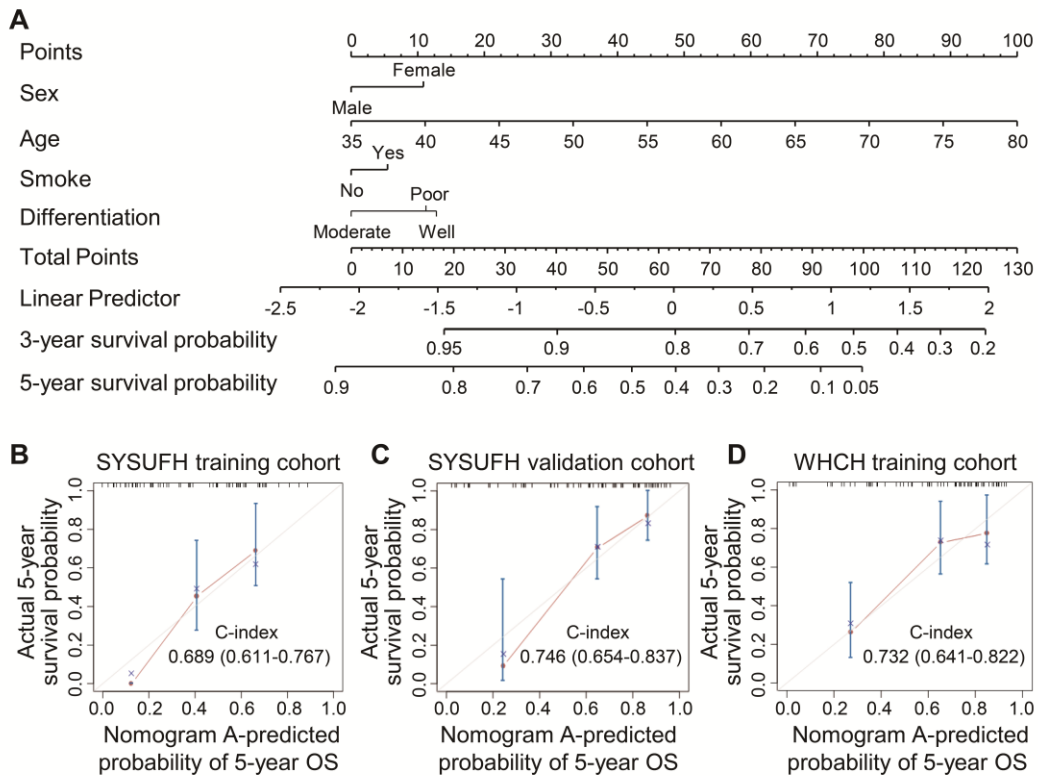 A
Points
0 10 20 30 40 50 60 70 80 90 100
Female
Sex
Male
Age
35 40 45 50 55 60 65 70 75 80
Yes
Smoke
No
Poor
Differentiation
Moderate Well
Total Points
0 10 20 30 40 50 60 70 80 90 100 110 120 130
Linear Predictor
-2.5 -2 -1.5 -1 -0.5 0 0.5 1 1.5 2
3-year survival probability
0.95 0.9 0.8 0.7 0.6 0.5 0.4 0.3 0.2
5-year survival probability
0.9 0.8 0.7 0.6 0.5 0.4 0.3 0.2 0.1 0.05
B
SYSUFH training cohort
Actual 5-year
survival probability
0.0 0.2 0.4 0.6 0.8 1.0
C-index
0.689 (0.611-0.767)
0.0 0.2 0.4 0.6 0.8 1.0
Nomogram A-predicted
probability of 5-year OS
C
SYSUFH validation cohort
Actual 5-year
survival probability
0.0 0.2 0.4 0.6 0.8 1.0
C-index
0.746 (0.654-0.837)
0.0 0.2 0.4 0.6 0.8 1.0
Nomogram A-predicted
probability of 5-year OS
D
WHCH training cohort
Actual 5-year
survival probability
0.0 0.2 0.4 0.6 0.8 1.0
C-index
0.732 (0.641-0.822)
0.0 0.2 0.4 0.6 0.8 1.0
Nomogram A-predicted
probability of 5-year OS